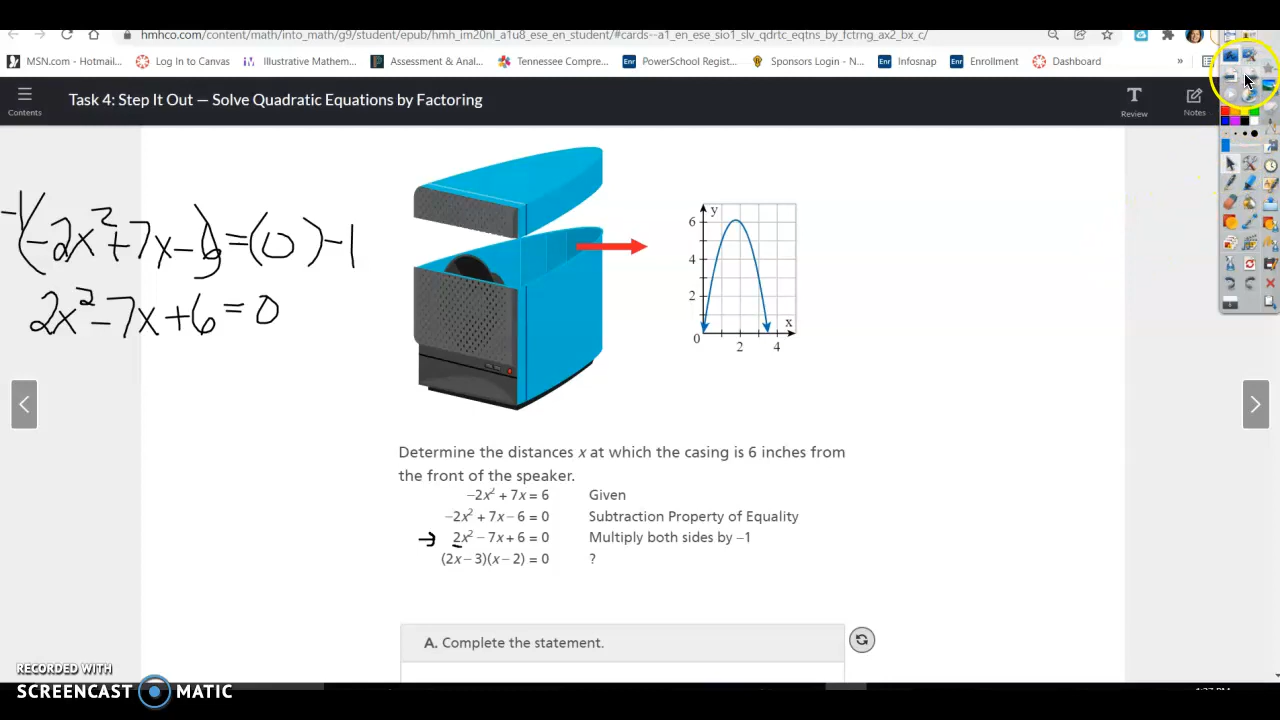 hmhco.com/content/math/into_math/g9/student/epub/hmh_im20nl_a1u8_ese_en_student/#cards--a1_en_ese_sio1_slv_qdrtc_eqtns_by_fctrng_ax2_bx_c/
MSN.com - Hotmail... Log In to Canvas Illustrative Mathem... Assessment & Anal... Tennessee Compre... Enr PowerSchool Regist... Sponsors Login - N... Enr Infosnap Enr Enrollment Dashboard »
Contents
Task 4: Step It Out — Solve Quadratic Equations by Factoring
T Review
Notes
-1(-2x²+7x-6)=(0)-1
2x²-7x+6=0
y
6
4
2
0
2
4
x
Determine the distances x at which the casing is 6 inches from
the front of the speaker.
−2x² + 7x = 6 Given
−2x² + 7x − 6 = 0 Subtraction Property of Equality
→ 2x² − 7x + 6 = 0 Multiply both sides by −1
(2x − 3)(x − 2) = 0 ?
A. Complete the statement.
RECORDED WITH
SCREENCAST MATIC